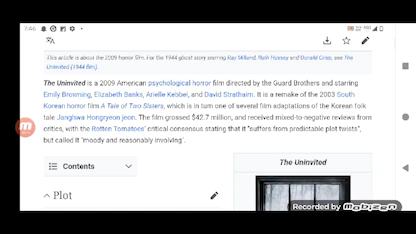 7:46
This article is about the 2009 horror film. For the 1944 ghost story starring Ray Milland, Ruth Hussey and Donald Crisp, see The
Uninvited (1944 film).
The Uninvited is a 2009 American psychological horror film directed by the Guard Brothers and starring
Emily Browning, Elizabeth Banks, Arielle Kebbel, and David Strathairn. It is a remake of the 2003 South
Korean horror film A Tale of Two Sisters, which is in turn one of several film adaptations of the Korean folk
tale Janghwa Hongryeon jeon. The film grossed $42.7 million, and received mixed-to-negative reviews from
critics, with the Rotten Tomatoes' critical consensus stating that it "suffers from predictable plot twists",
but called it "moody and reasonably involving".
Contents
The Uninvited
Plot
Recorded by MOBIZEN